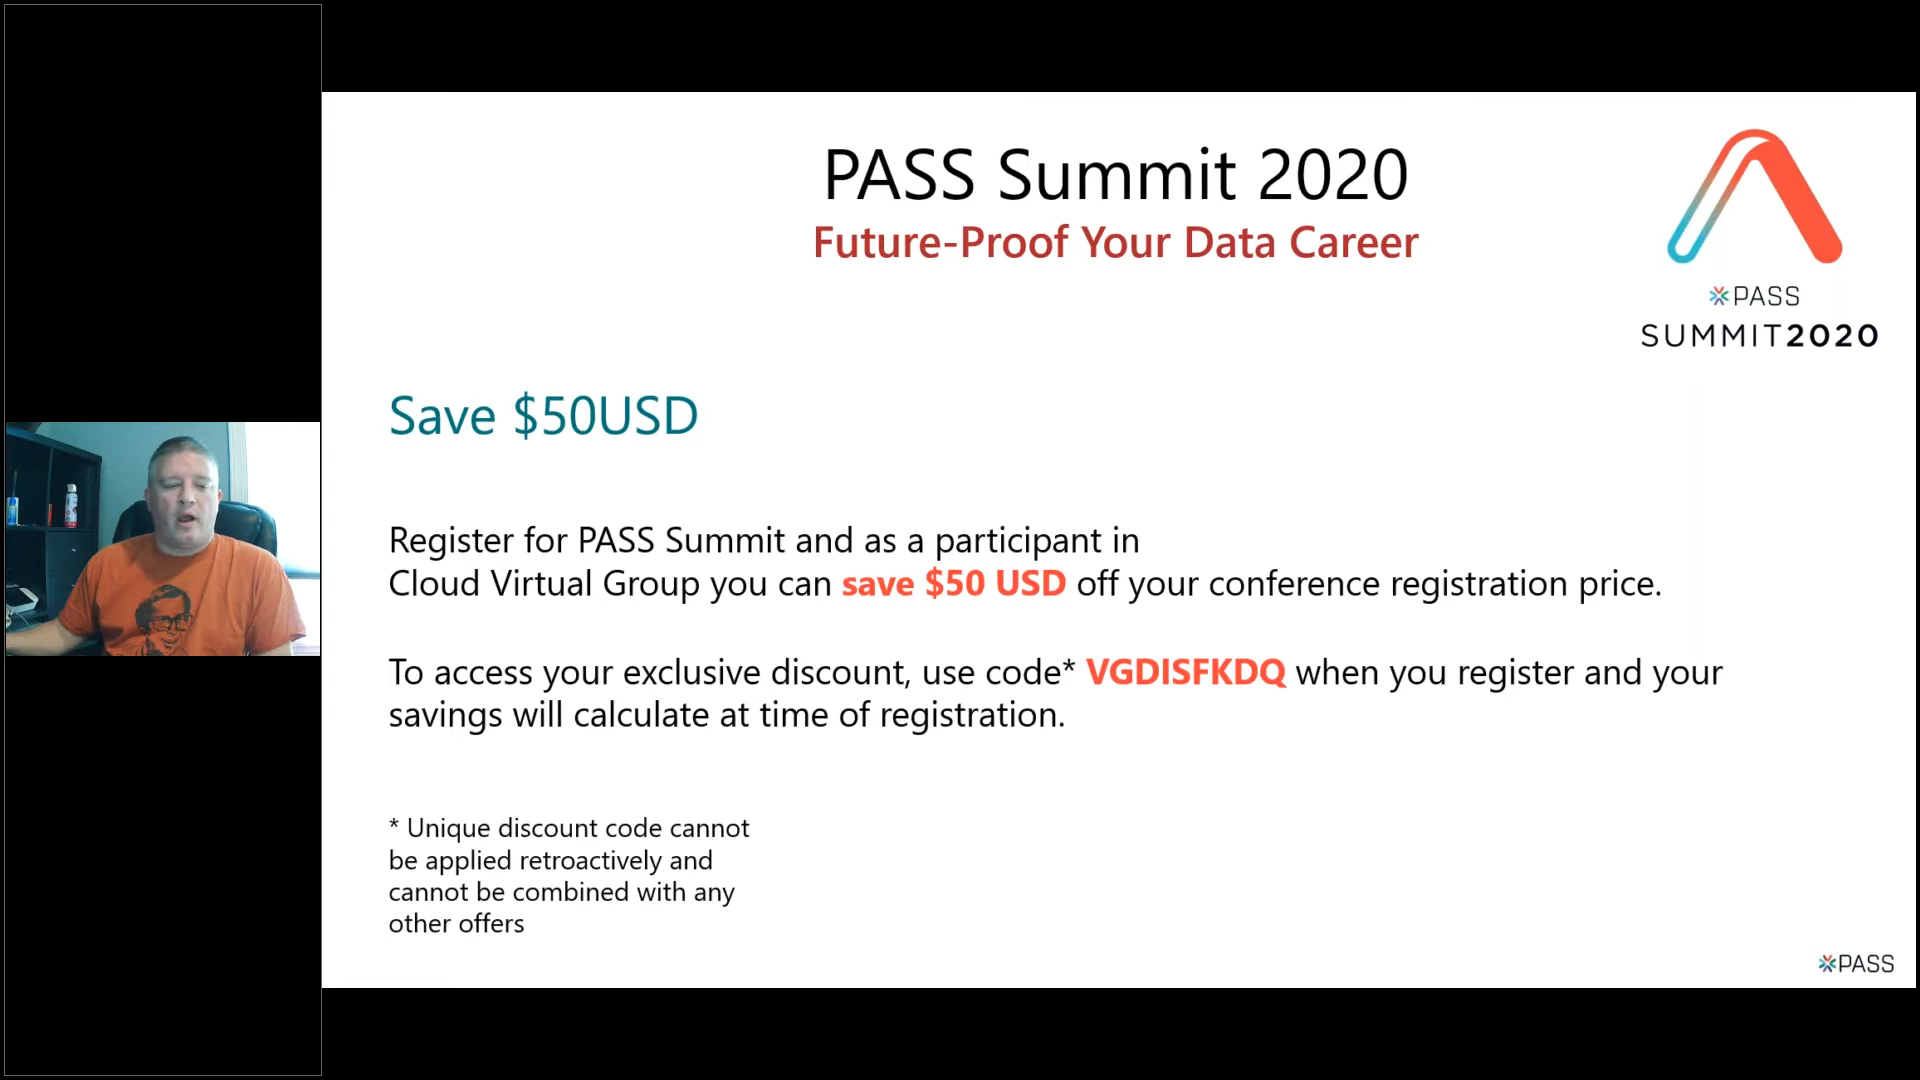 PASS Summit 2020
Future-Proof Your Data Career
PASS
SUMMIT2020
Save $50USD
Register for PASS Summit and as a participant in
Cloud Virtual Group you can save $50 USD off your conference registration price.
To access your exclusive discount, use code* VGDISFKDQ when you register and your
savings will calculate at time of registration.
* Unique discount code cannot
be applied retroactively and
cannot be combined with any
other offers
PASS